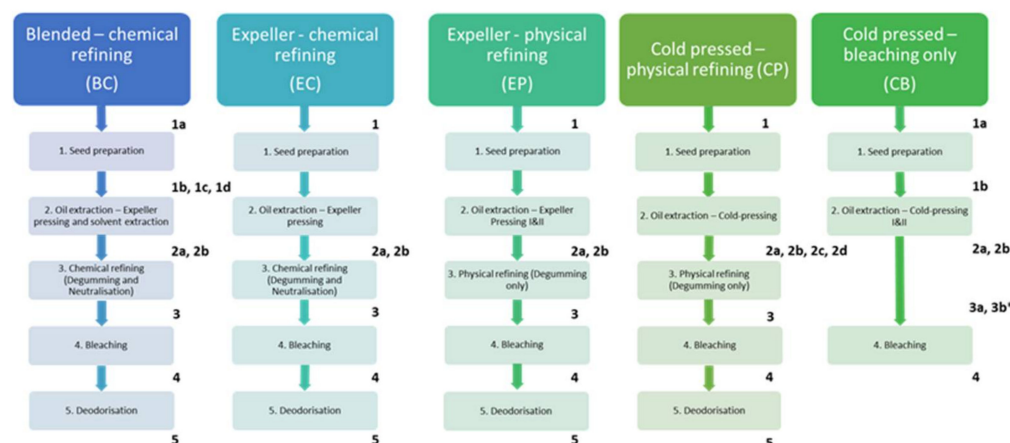 Blended – chemical
refining
(BC)
1a
1. Seed preparation
1b, 1c, 1d
2. Oil extraction – Expeller
pressing and solvent extraction
2a, 2b
3. Chemical refining
(Degumming and
Neutralisation)
3
4. Bleaching
4
5. Deodorisation
5
Expeller - chemical
refining
(EC)
1
1. Seed preparation
2. Oil extraction – Expeller
pressing
2a, 2b
3. Chemical refining
(Degumming and
Neutralisation)
3
4. Bleaching
4
5. Deodorisation
5
Expeller - physical
refining
(EP)
1
1. Seed preparation
2. Oil extraction – Expeller
Pressing I&II
2a, 2b
3. Physical refining (Degumming
only)
3
4. Bleaching
4
5. Deodorisation
5
Cold pressed –
physical refining (CP)
1
1. Seed preparation
2. Oil extraction – Cold-pressing
2a, 2b, 2c, 2d
3. Physical refining
(Degumming only)
3
4. Bleaching
4
5. Deodorisation
5
Cold pressed –
bleaching only
(CB)
1a
1. Seed preparation
1b
2. Oil extraction – Cold-pressing
I&II
2a, 2b
3a, 3b*
4. Bleaching
4